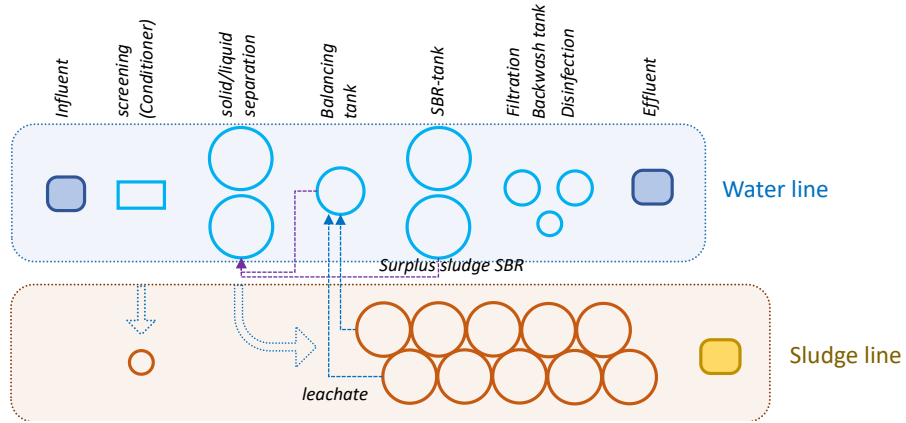 Influent
screening
(Conditioner)
solid/liquid
separation
Balancing
tank
SBR-tank
Filtration
Backwash tank
Disinfection
Effluent
Water line
Surplus sludge SBR
Sludge line
leachate